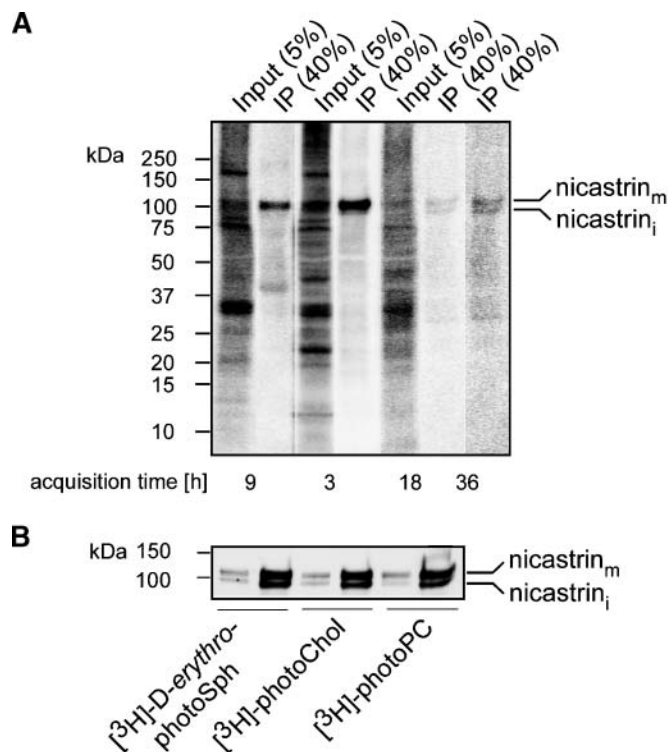 A
Input (5%)
IP (40%)
Input (5%)
IP (40%)
Input (5%)
IP (40%)
IP (40%)
kDa
250
150
100
75
50
37
25
20
15
10
nicastrinm
nicastrini
acquisition time [h] 9 3 18 36
B
kDa
150
100
nicastrinm
nicastrini
[3H]-D-erythro-
photoSph
[3H]-photoChol
[3H]-photoPC